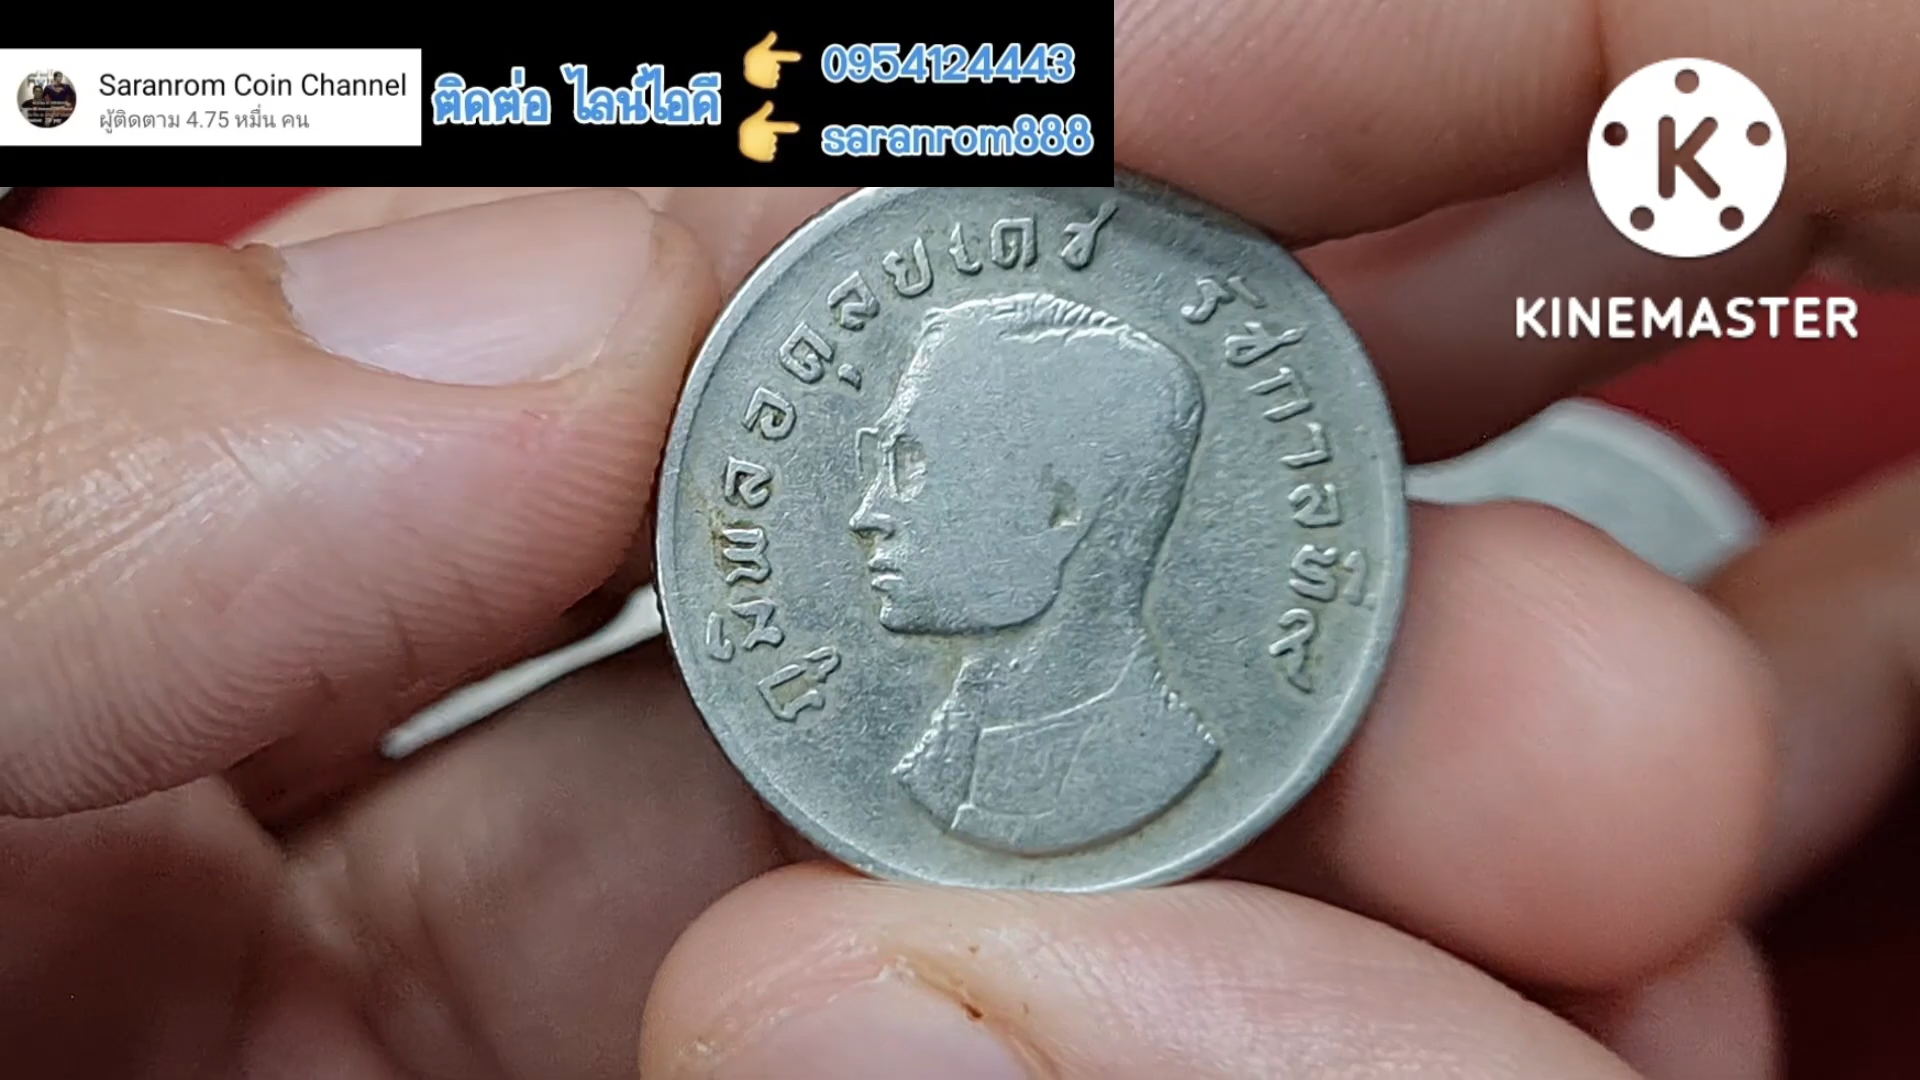 Saranrom Coin Channel
ผู้ติดตาม 4.75 หมื่น คน
ติดต่อ ไลน์ไอดี
👉 0954124443
👉 saranrom888
K
KINEMASTER
ภูมิพลอดุลยเดช รัชกาลที่๙